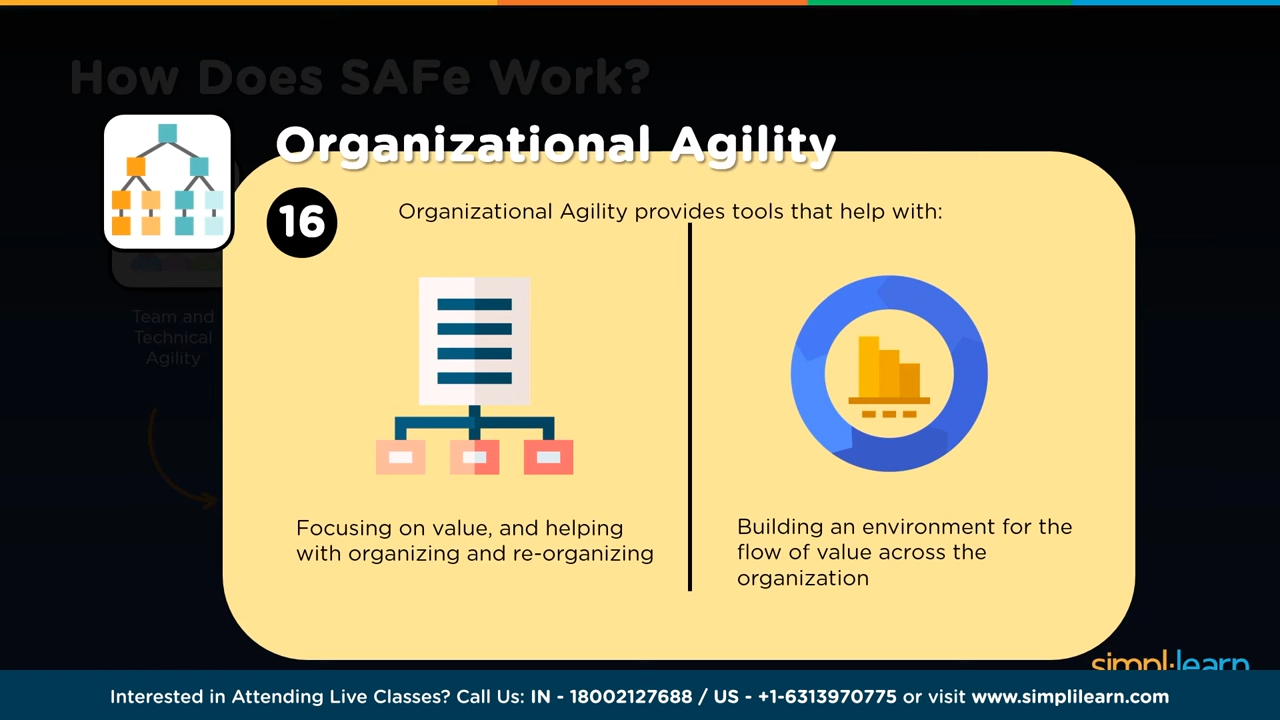 How Does SAFe Work?
Organizational Agility
16
Organizational Agility provides tools that help with:
Team and
Technical
Agility
Focusing on value, and helping
with organizing and re-organizing
Building an environment for the
flow of value across the
organization
simplilearn
Interested in Attending Live Classes? Call Us: IN - 18002127688 / US - +1-6313970775 or visit www.simplilearn.com